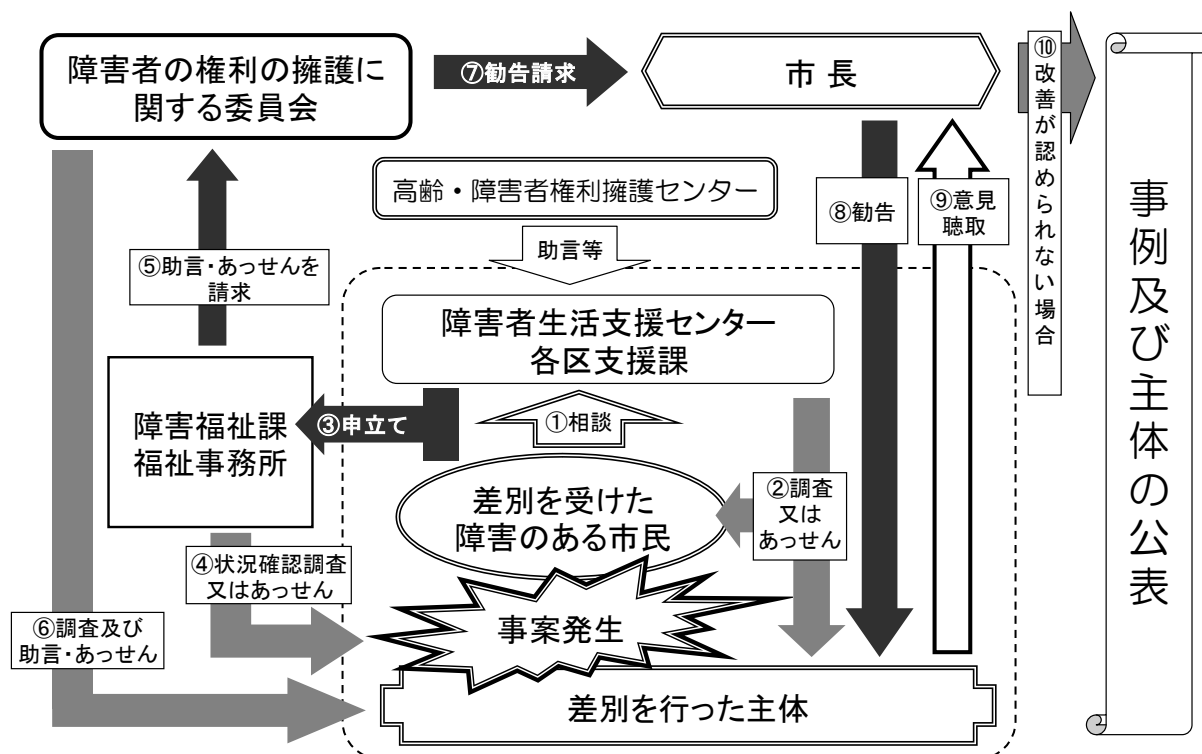 障害者の権利の擁護に
関する委員会
⑦勧告請求
市長
⑩改善が認められない場合
事例及び主体の公表
高齢・障害者権利擁護センター
⑧勧告
⑨意見
聴取
助言等
⑤助言・あっせんを
請求
障害者生活支援センター
各区支援課
障害福祉課
福祉事務所
③申立て
①相談
差別を受けた
障害のある市民
②調査
又は
あっせん
④状況確認調査
又はあっせん
事案発生
⑥調査及び
助言・あっせん
差別を行った主体